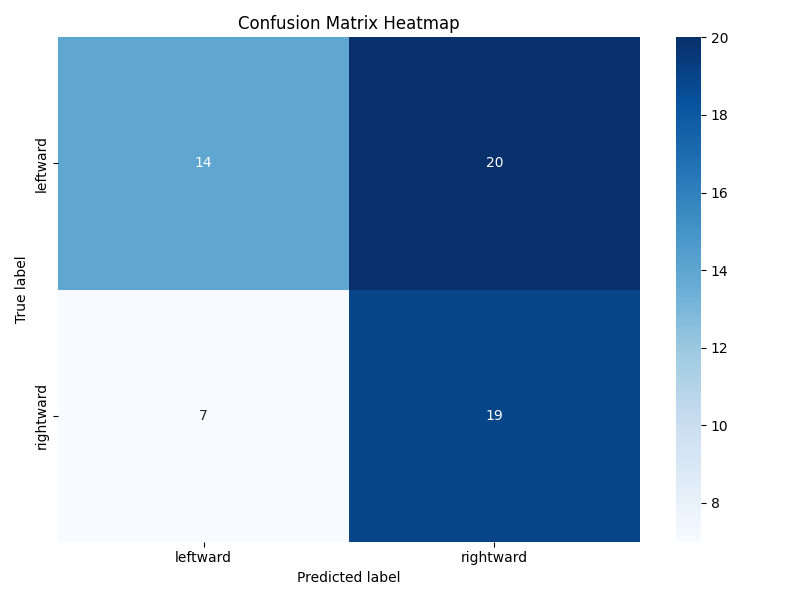 Confusion Matrix Heatmap
True label
leftward
14
20
rightward
7
19
leftward
rightward
Predicted label
20
18
16
14
12
10
8